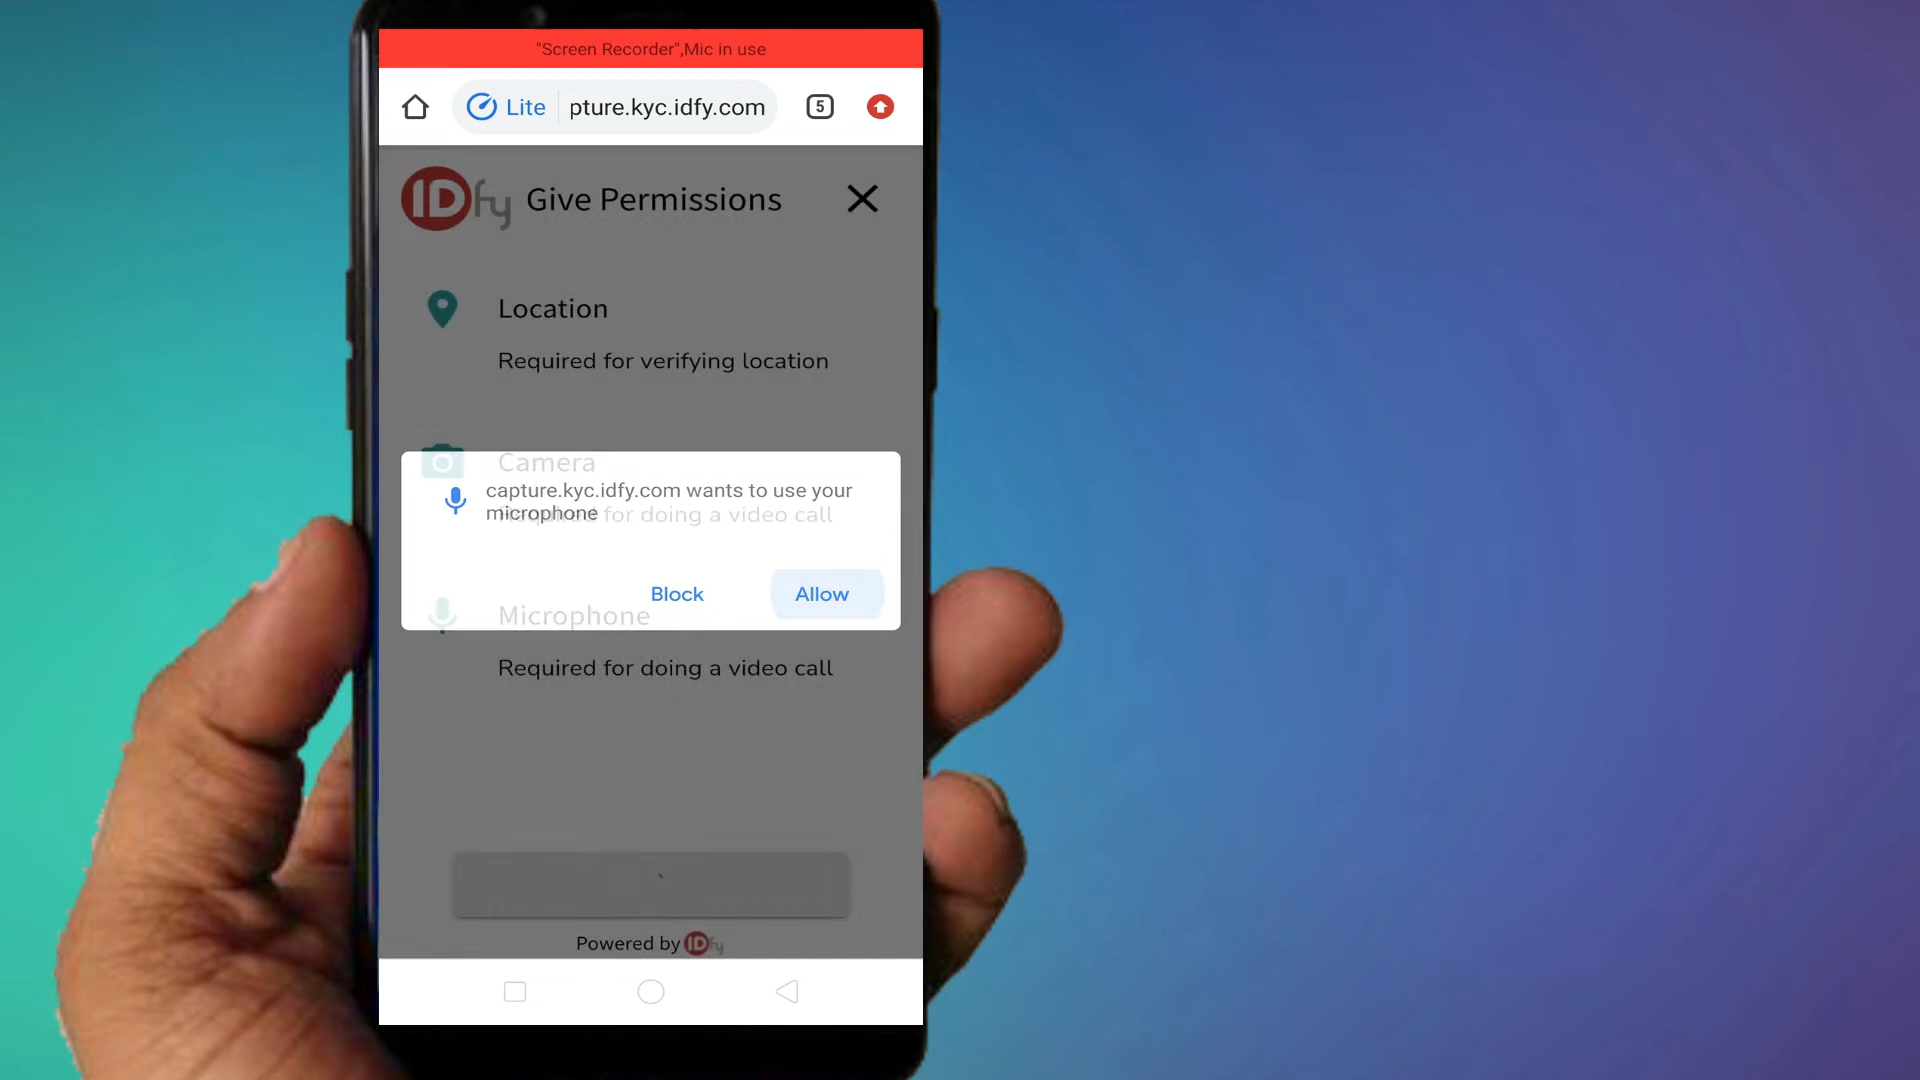 "Screen Recorder",Mic in use
Lite pture.kyc.idfy.com 5
IDfy Give Permissions
Location
Required for verifying location
Camera
capture.kyc.idfy.com wants to use your
microphone
Required for doing a video call
Block Allow
Microphone
Required for doing a video call
Powered by IDfy